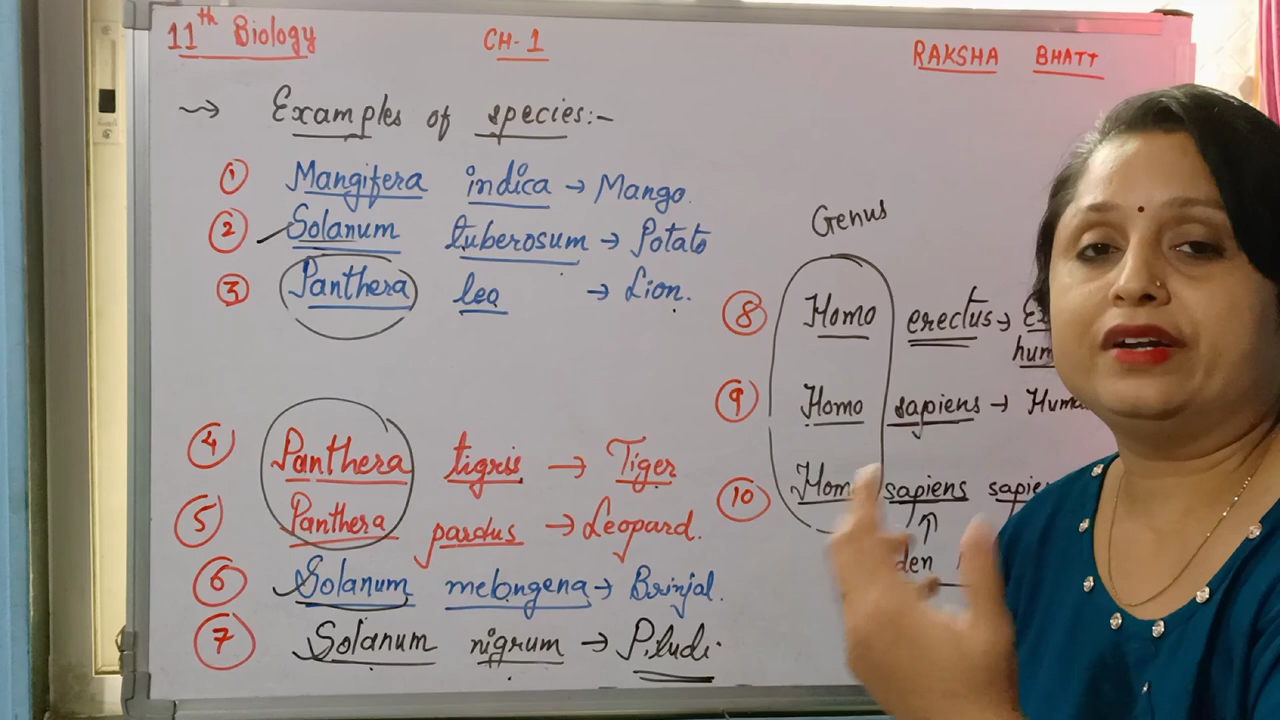 11th Biology CH-1 RAKSHA BHATT
Examples of species:-
1 Mangifera indica → Mango.
2 Solanum tuberosum → Potato
3 Panthera leo → Lion.
4 Panthera tigris → Tiger
5 Panthera pardus → Leopard.
6 Solanum melongena → Brinjal.
7 Solanum nigrum → Piludi.
Genus
8 Homo erectus →
9 Homo sapiens →
10 Homo sapiens